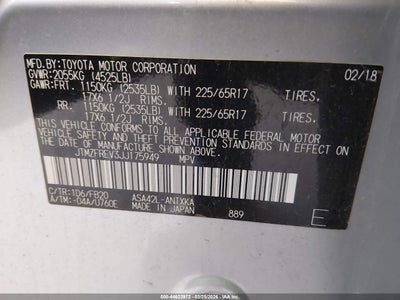 MFD.BY:TOYOTA MOTOR CORPORATION 02/18
GVWR:2055KG (4525LB)
GAWR:FRT. 1150KG (2535LB) WITH 225/65R17 TIRES,
17X6 1/2J RIMS.
RR. 1150KG (2535LB) WITH 225/65R17 TIRES,
17X6 1/2J RIMS.
THIS VEHICLE CONFORMS TO ALL APPLICABLE FEDERAL MOTOR
VEHICLE SAFETY AND THEFT PREVENTION STANDARDS IN EFFECT ON THE
DATE OF MANUFACTURE SHOWN ABOVE.
JTMZFREV3JJ175949 MPV
C/TR:1D6/FB20 ASA42L-ANTXKA
A/TM:-04A/U760E MADE IN JAPAN 889 E